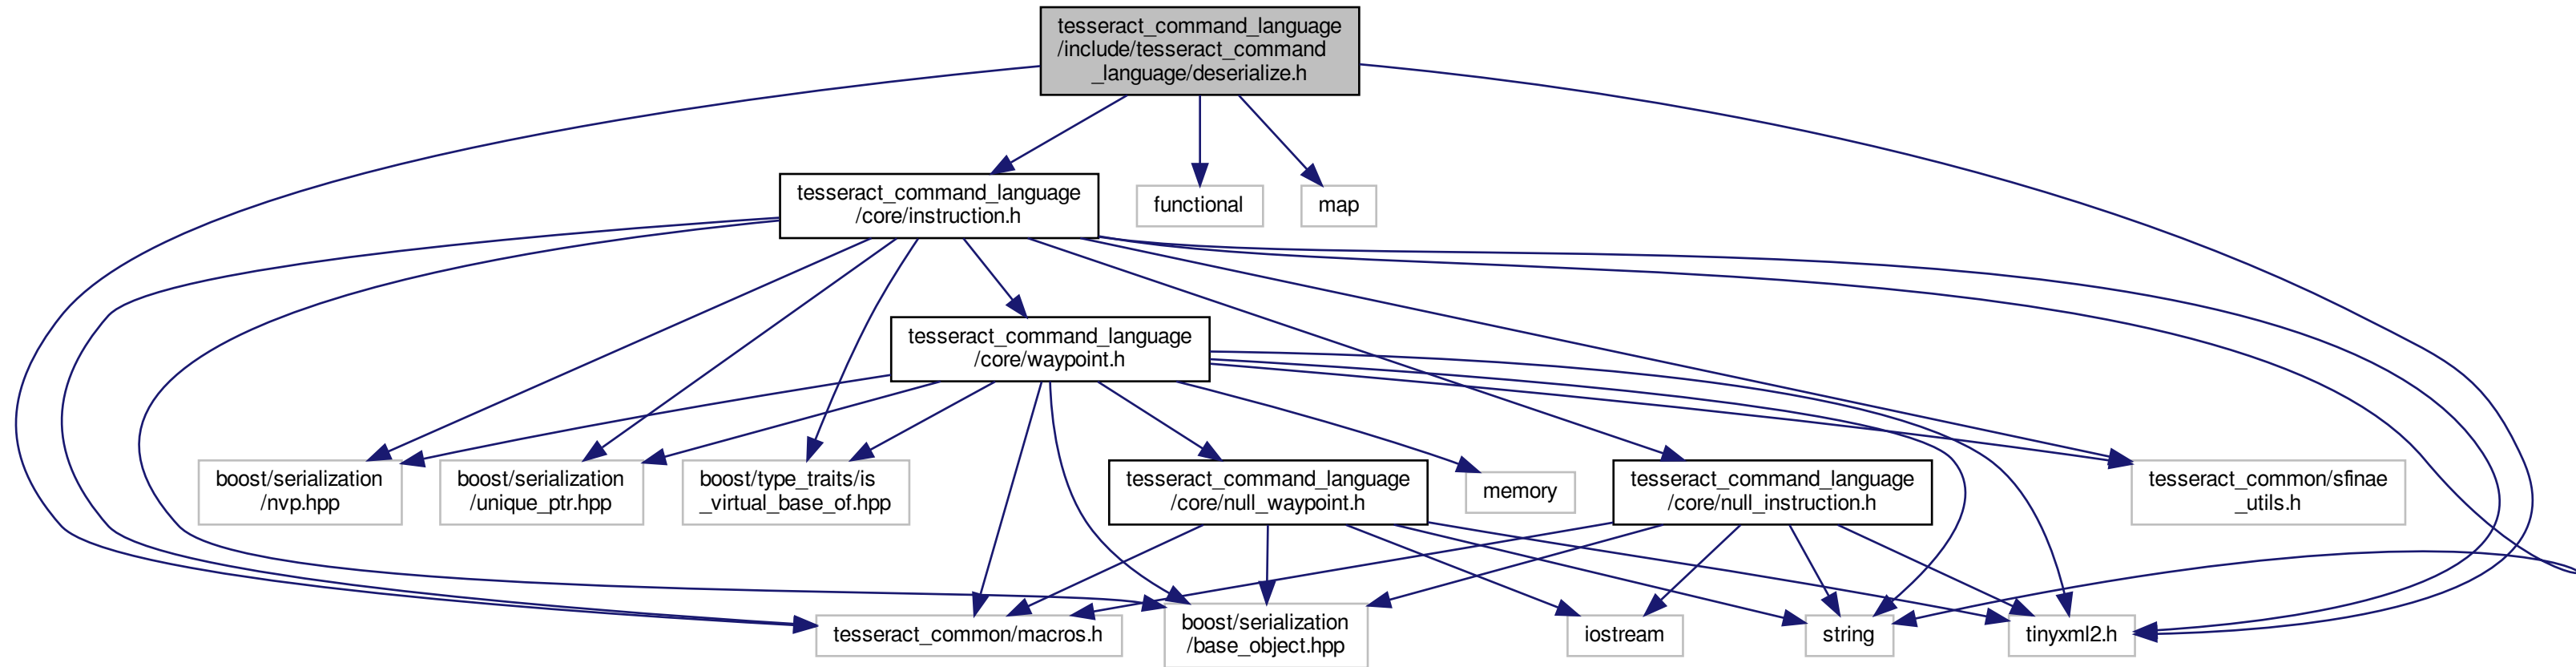 tesseract_command_language
/include/tesseract_command
_language/deserialize.h
tesseract_command_language
/core/instruction.h
functional
map
tesseract_command_language
/core/waypoint.h
boost/serialization
/nvp.hpp
boost/serialization
/unique_ptr.hpp
boost/type_traits/is
_virtual_base_of.hpp
tesseract_command_language
/core/null_waypoint.h
memory
tesseract_command_language
/core/null_instruction.h
tesseract_common/sfinae
_utils.h
tesseract_common/macros.h
boost/serialization
/base_object.hpp
iostream
string
tinyxml2.h